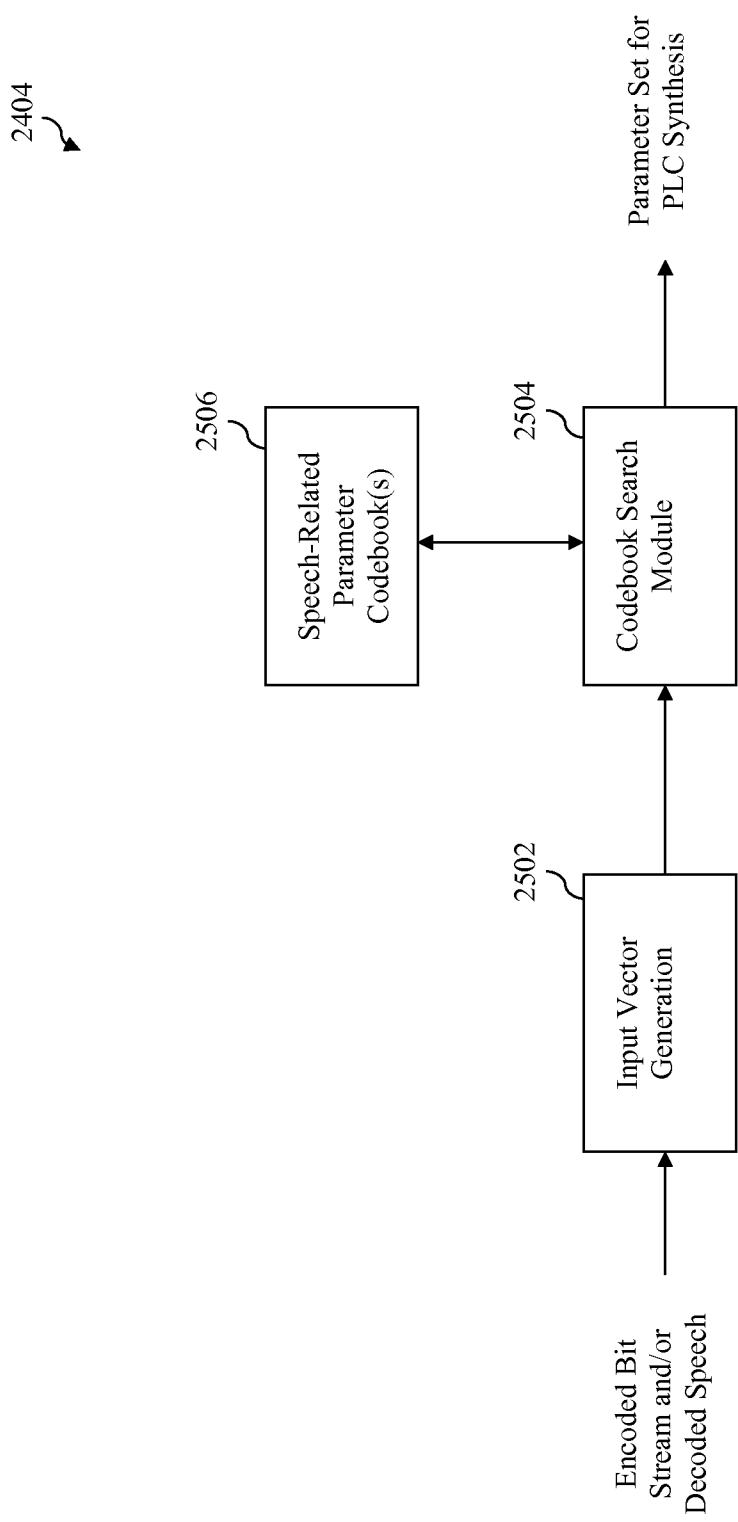 2404
2506
Speech-Related
Parameter
Codebook(s)
Encoded Bit
Stream and/or
Decoded Speech
2502
Input Vector
Generation
2504
Codebook Search
Module
Parameter Set for
PLC Synthesis